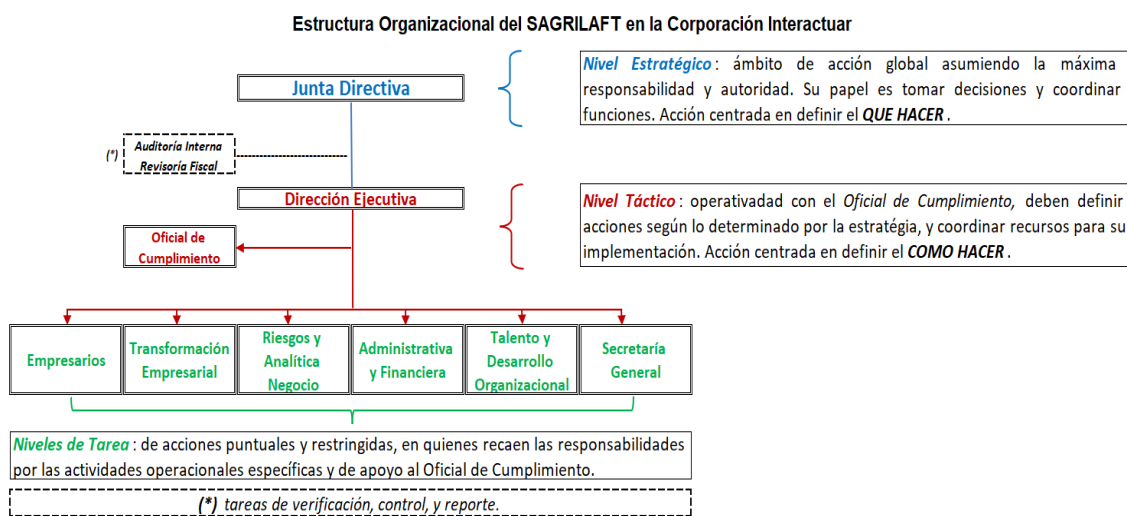 Estructura Organizacional del SAGRILAFT en la Corporación Interactuar
Junta Directiva
Nivel Estratégico : ámbito de acción global asumiendo la máxima
responsabilidad y autoridad. Su papel es tomar decisiones y coordinar
funciones. Acción centrada en definir el QUE HACER .
(*)
Auditoría Interna
Revisoría Fiscal
Dirección Ejecutiva
Nivel Táctico : operativadad con el Oficial de Cumplimiento, deben definir
acciones según lo determinado por la estratégia, y coordinar recursos para su
implementación. Acción centrada en definir el COMO HACER .
Oficial de
Cumplimiento
Empresarios
Transformación
Empresarial
Riesgos y
Analítica
Negocio
Administrativa
y Financiera
Talento y
Desarrollo
Organizacional
Secretaría
General
Niveles de Tarea : de acciones puntuales y restringidas, en quienes recaen las responsabilidades
por las actividades operacionales específicas y de apoyo al Oficial de Cumplimiento.
(*) tareas de verificación, control, y reporte.